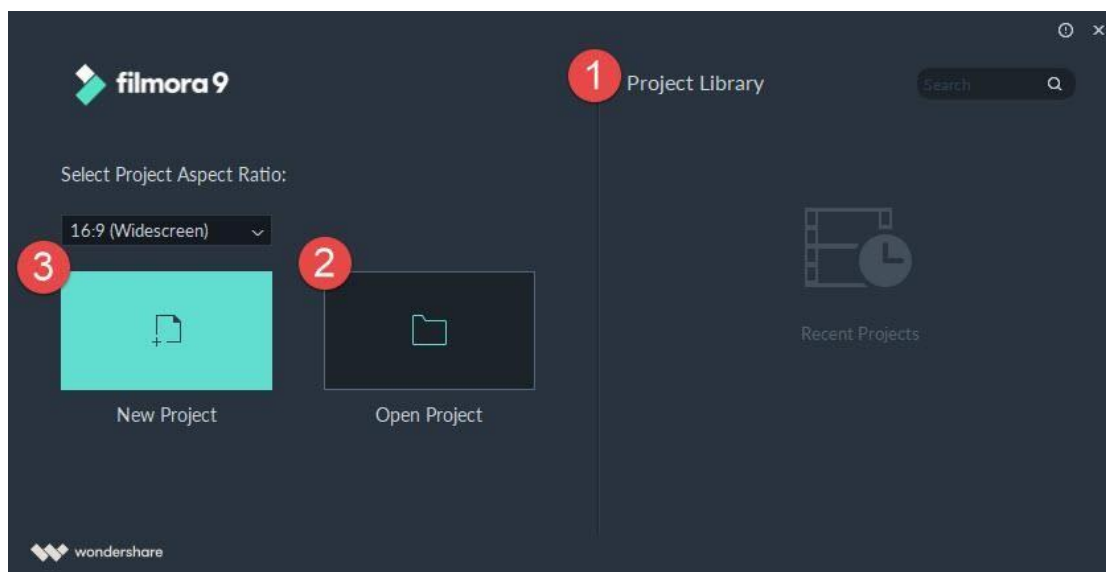 filmora9
1
Project Library
Search
Select Project Aspect Ratio:
16:9 (Widescreen)
3
2
New Project
Open Project
Recent Projects
wondershare